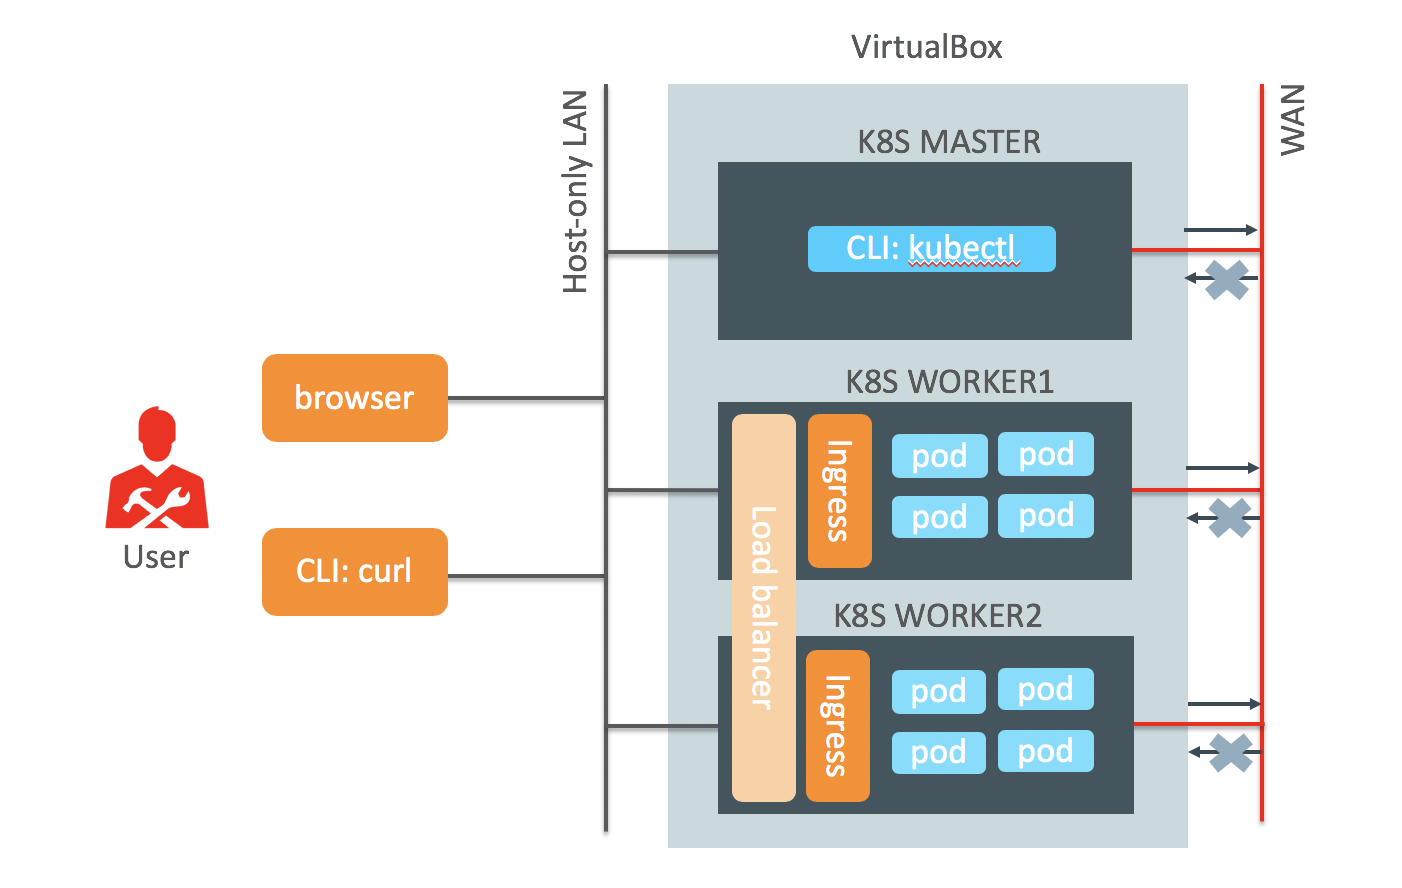 VirtualBox
Host-only LAN
WAN
K8S MASTER
CLI: kubectl
browser
K8S WORKER1
Load balancer
Ingress
pod
pod
pod
pod
User
CLI: curl
K8S WORKER2
Ingress
pod
pod
pod
pod